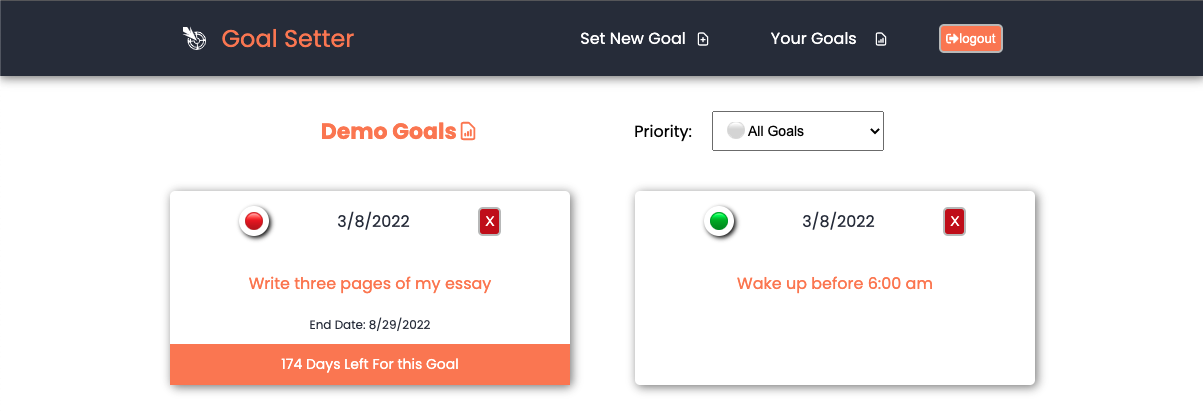 Goal Setter
Set New Goal
Your Goals
logout
Demo Goals
Priority:
All Goals
3/8/2022
X
Write three pages of my essay
End Date: 8/29/2022
174 Days Left For this Goal
3/8/2022
X
Wake up before 6:00 am